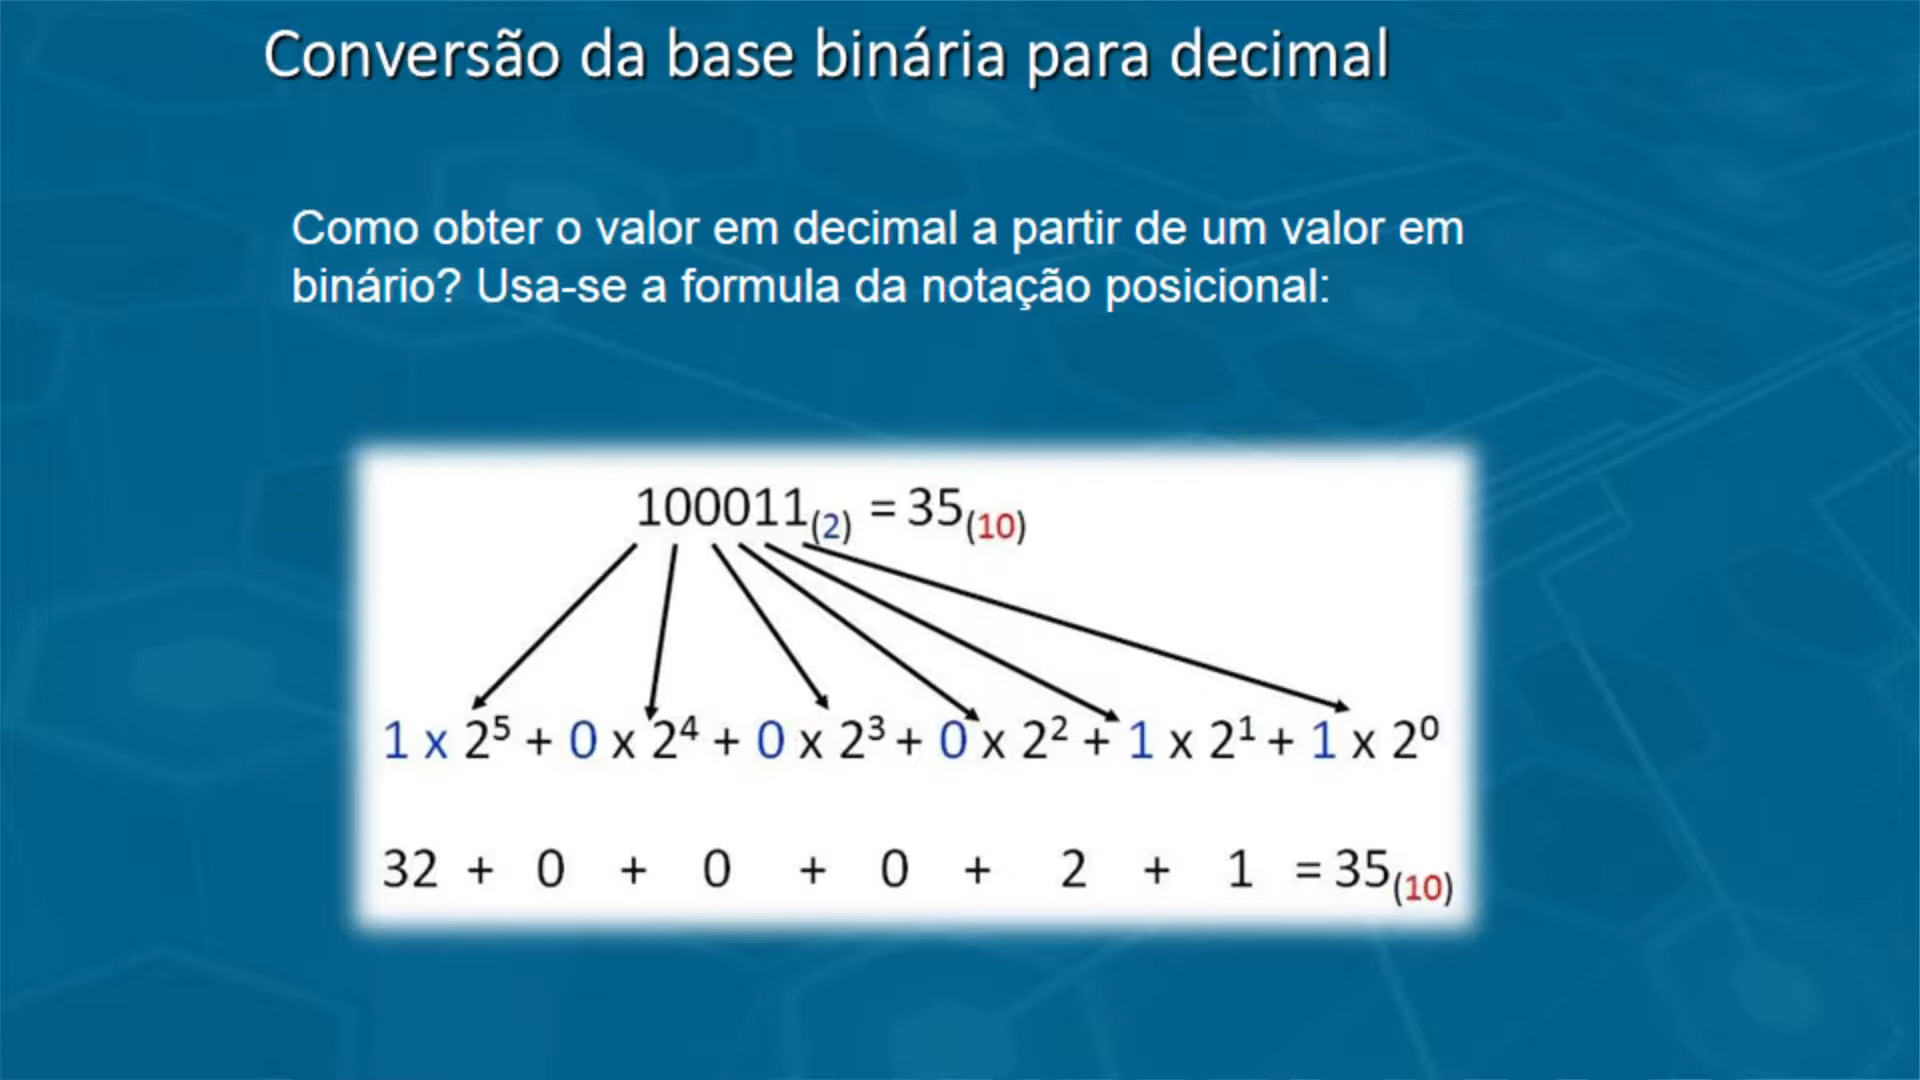 Conversão da base binária para decimal
Como obter o valor em decimal a partir de um valor em
binário? Usa-se a formula da notação posicional:
100011(2) = 35(10)
1 x 2⁵ + 0 x 2⁴ + 0 x 2³ + 0 x 2² + 1 x 2¹ + 1 x 2⁰
32 + 0 + 0 + 0 + 2 + 1 = 35(10)